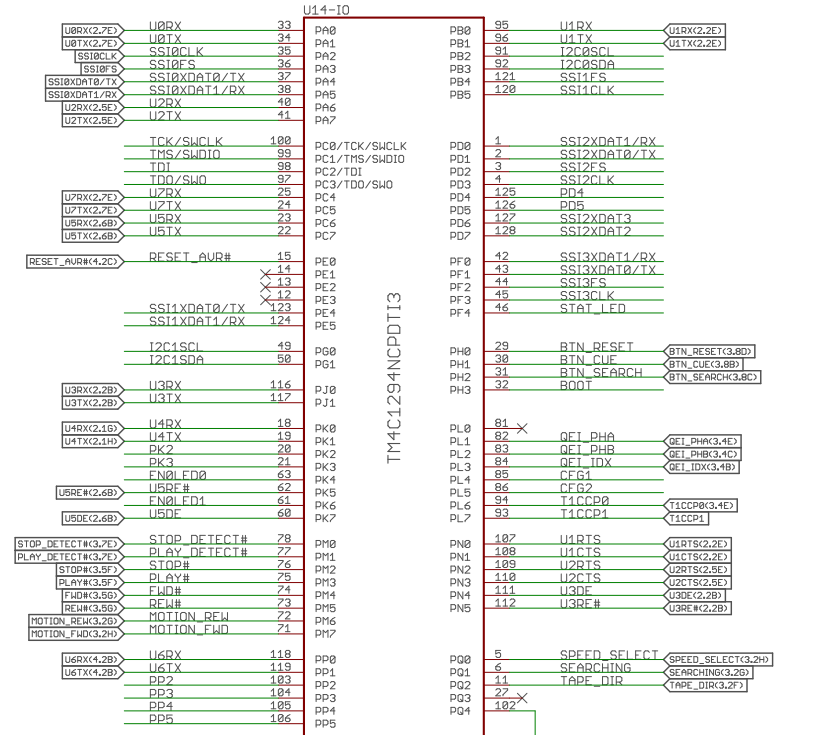 U14-IO
TM4C1294NCPDTI3
U0RX(2.7E) U0RX 33 PA0
U0TX(2.7E) U0TX 34 PA1
SSI0CLK SSI0CLK 35 PA2
SSI0FS SSI0FS 36 PA3
SSI0XDAT0/TX SSI0XDAT0/TX 37 PA4
SSI0XDAT1/RX SSI0XDAT1/RX 38 PA5
U2RX(2.5E) U2RX 40 PA6
U2TX(2.5E) U2TX 41 PA7
TCK/SWCLK 100 PC0/TCK/SWCLK
TMS/SWDIO 99 PC1/TMS/SWDIO
TDI 98 PC2/TDI
TDO/SWO 97 PC3/TDO/SWO
U7RX(2.7E) U7RX 25 PC4
U7TX(2.7E) U7TX 24 PC5
U5RX(2.6B) U5RX 23 PC6
U5TX(2.6B) U5TX 22 PC7
RESET_AVR#(4.2C) RESET_AVR# 15 PE0
14 PE1
13 PE2
12 PE3
SSI1XDAT0/TX 123 PE4
SSI1XDAT1/RX 124 PE5
I2C1SCL 49 PG0
I2C1SDA 50 PG1
U3RX(2.2B) U3RX 116 PJ0
U3TX(2.2B) U3TX 117 PJ1
U4RX(2.1G) U4RX 18 PK0
U4TX(2.1H) U4TX 19 PK1
PK2 20 PK2
PK3 21 PK3
EN0LED0 63 PK4
U5RE#(2.6B) U5RE# 62 PK5
EN0LED1 61 PK6
U5DE(2.6B) U5DE 60 PK7
STOP_DETECT#(3.7E) STOP_DETECT# 78 PM0
PLAY_DETECT#(3.7E) PLAY_DETECT# 77 PM1
STOP#(3.5F) STOP# 76 PM2
PLAY#(3.5F) PLAY# 75 PM3
FWD#(3.5G) FWD# 74 PM4
REW#(3.5G) REW# 73 PM5
MOTION_REW(3.2G) MOTION_REW 72 PM6
MOTION_FWD(3.2H) MOTION_FWD 71 PM7
U6RX(4.2B) U6RX 118 PP0
U6TX(4.2B) U6TX 119 PP1
PP2 103 PP2
PP3 104 PP3
PP4 105 PP4
PP5 106 PP5
PB0 95 U1RX U1RX(2.2E)
PB1 96 U1TX U1TX(2.2E)
PB2 91 I2C0SCL
PB3 92 I2C0SDA
PB4 121 SSI1FS
PB5 120 SSI1CLK
PD0 1 SSI2XDAT1/RX
PD1 2 SSI2XDAT0/TX
PD2 3 SSI2FS
PD3 4 SSI2CLK
PD4 125 PD4
PD5 126 PD5
PD6 127 SSI2XDAT3
PD7 128 SSI2XDAT2
PF0 42 SSI3XDAT1/RX
PF1 43 SSI3XDAT0/TX
PF2 44 SSI3FS
PF3 45 SSI3CLK
PF4 46 STAT_LED
PH0 29 BTN_RESET BTN_RESET(3.8D)
PH1 30 BTN_CUE BTN_CUE(3.8B)
PH2 31 BTN_SEARCH BTN_SEARCH(3.8C)
PH3 32 BOOT
PL0 81
PL1 82 QEI_PHA QEI_PHA(3.4E)
PL2 83 QEI_PHB QEI_PHB(3.4C)
PL3 84 QEI_IDX QEI_IDX(3.4B)
PL4 85 CFG1
PL5 86 CFG2
PL6 94 T1CCP0 T1CCP0(3.4E)
PL7 93 T1CCP1 T1CCP1
PN0 107 U1RTS U1RTS(2.2E)
PN1 108 U1CTS U1CTS(2.2E)
PN2 109 U2RTS U2RTS(2.5E)
PN3 110 U2CTS U2CTS(2.5E)
PN4 111 U3DE U3DE(2.2B)
PN5 112 U3RE# U3RE#(2.2B)
PQ0 5 SPEED_SELECT SPEED_SELECT(3.2H)
PQ1 6 SEARCHING SEARCHING(3.2G)
PQ2 11 TAPE_DIR TAPE_DIR(3.2F)
PQ3 27
PQ4 102